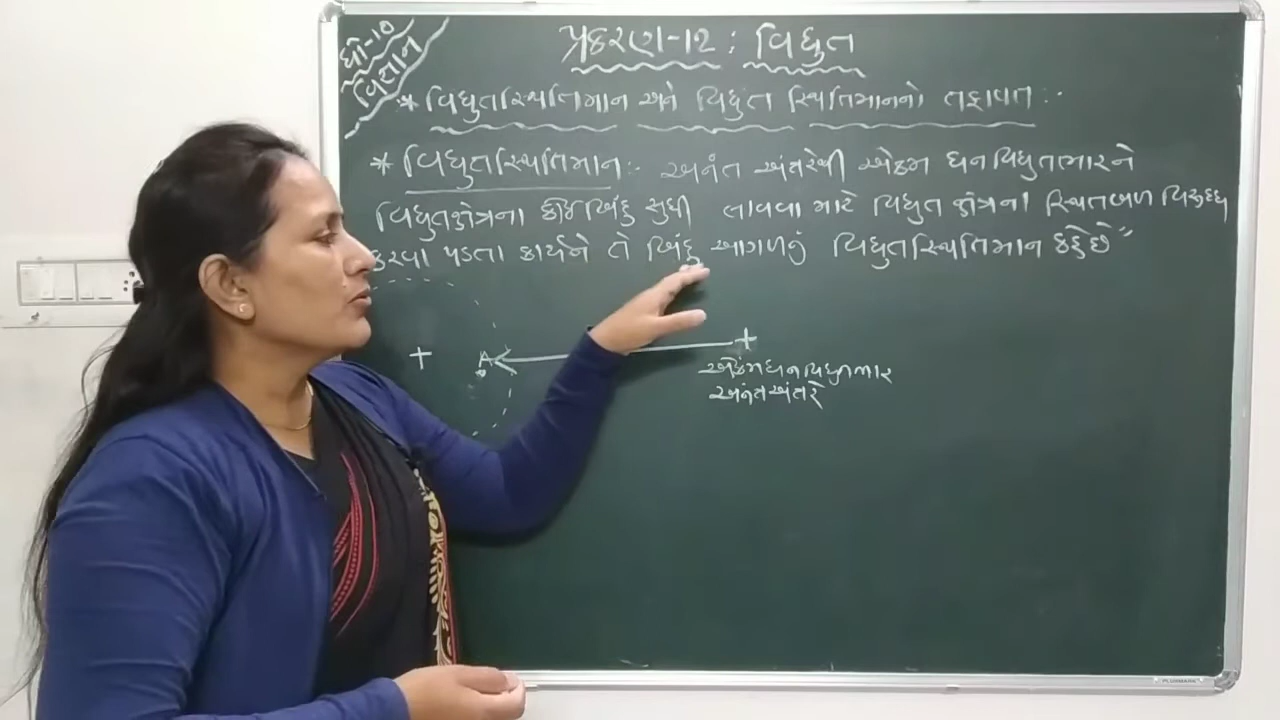 ધો-10
વિજ્ઞાન
પ્રકરણ-12 : વિધુત
* વિધુતસ્થિતિમાન અને વિધુત સ્થિતિમાનનો તફાવત :-
* વિધુતસ્થિતિમાન :- અનંત અંતરેથી એકમ ધન વિધુતભારને
વિધુતક્ષેત્રના કોઈ બિંદુ સુધી લાવવા માટે વિધુત ક્ષેત્રના સ્થિતબળ વિરુદ્ધ
કરવા પડતા કાર્યને તે બિંદુ આગળનું વિધુતસ્થિતિમાન કહે છે"
+ A +
એકમ ધન વિધુતભાર
અનંત અંતરે
PLUSMARK